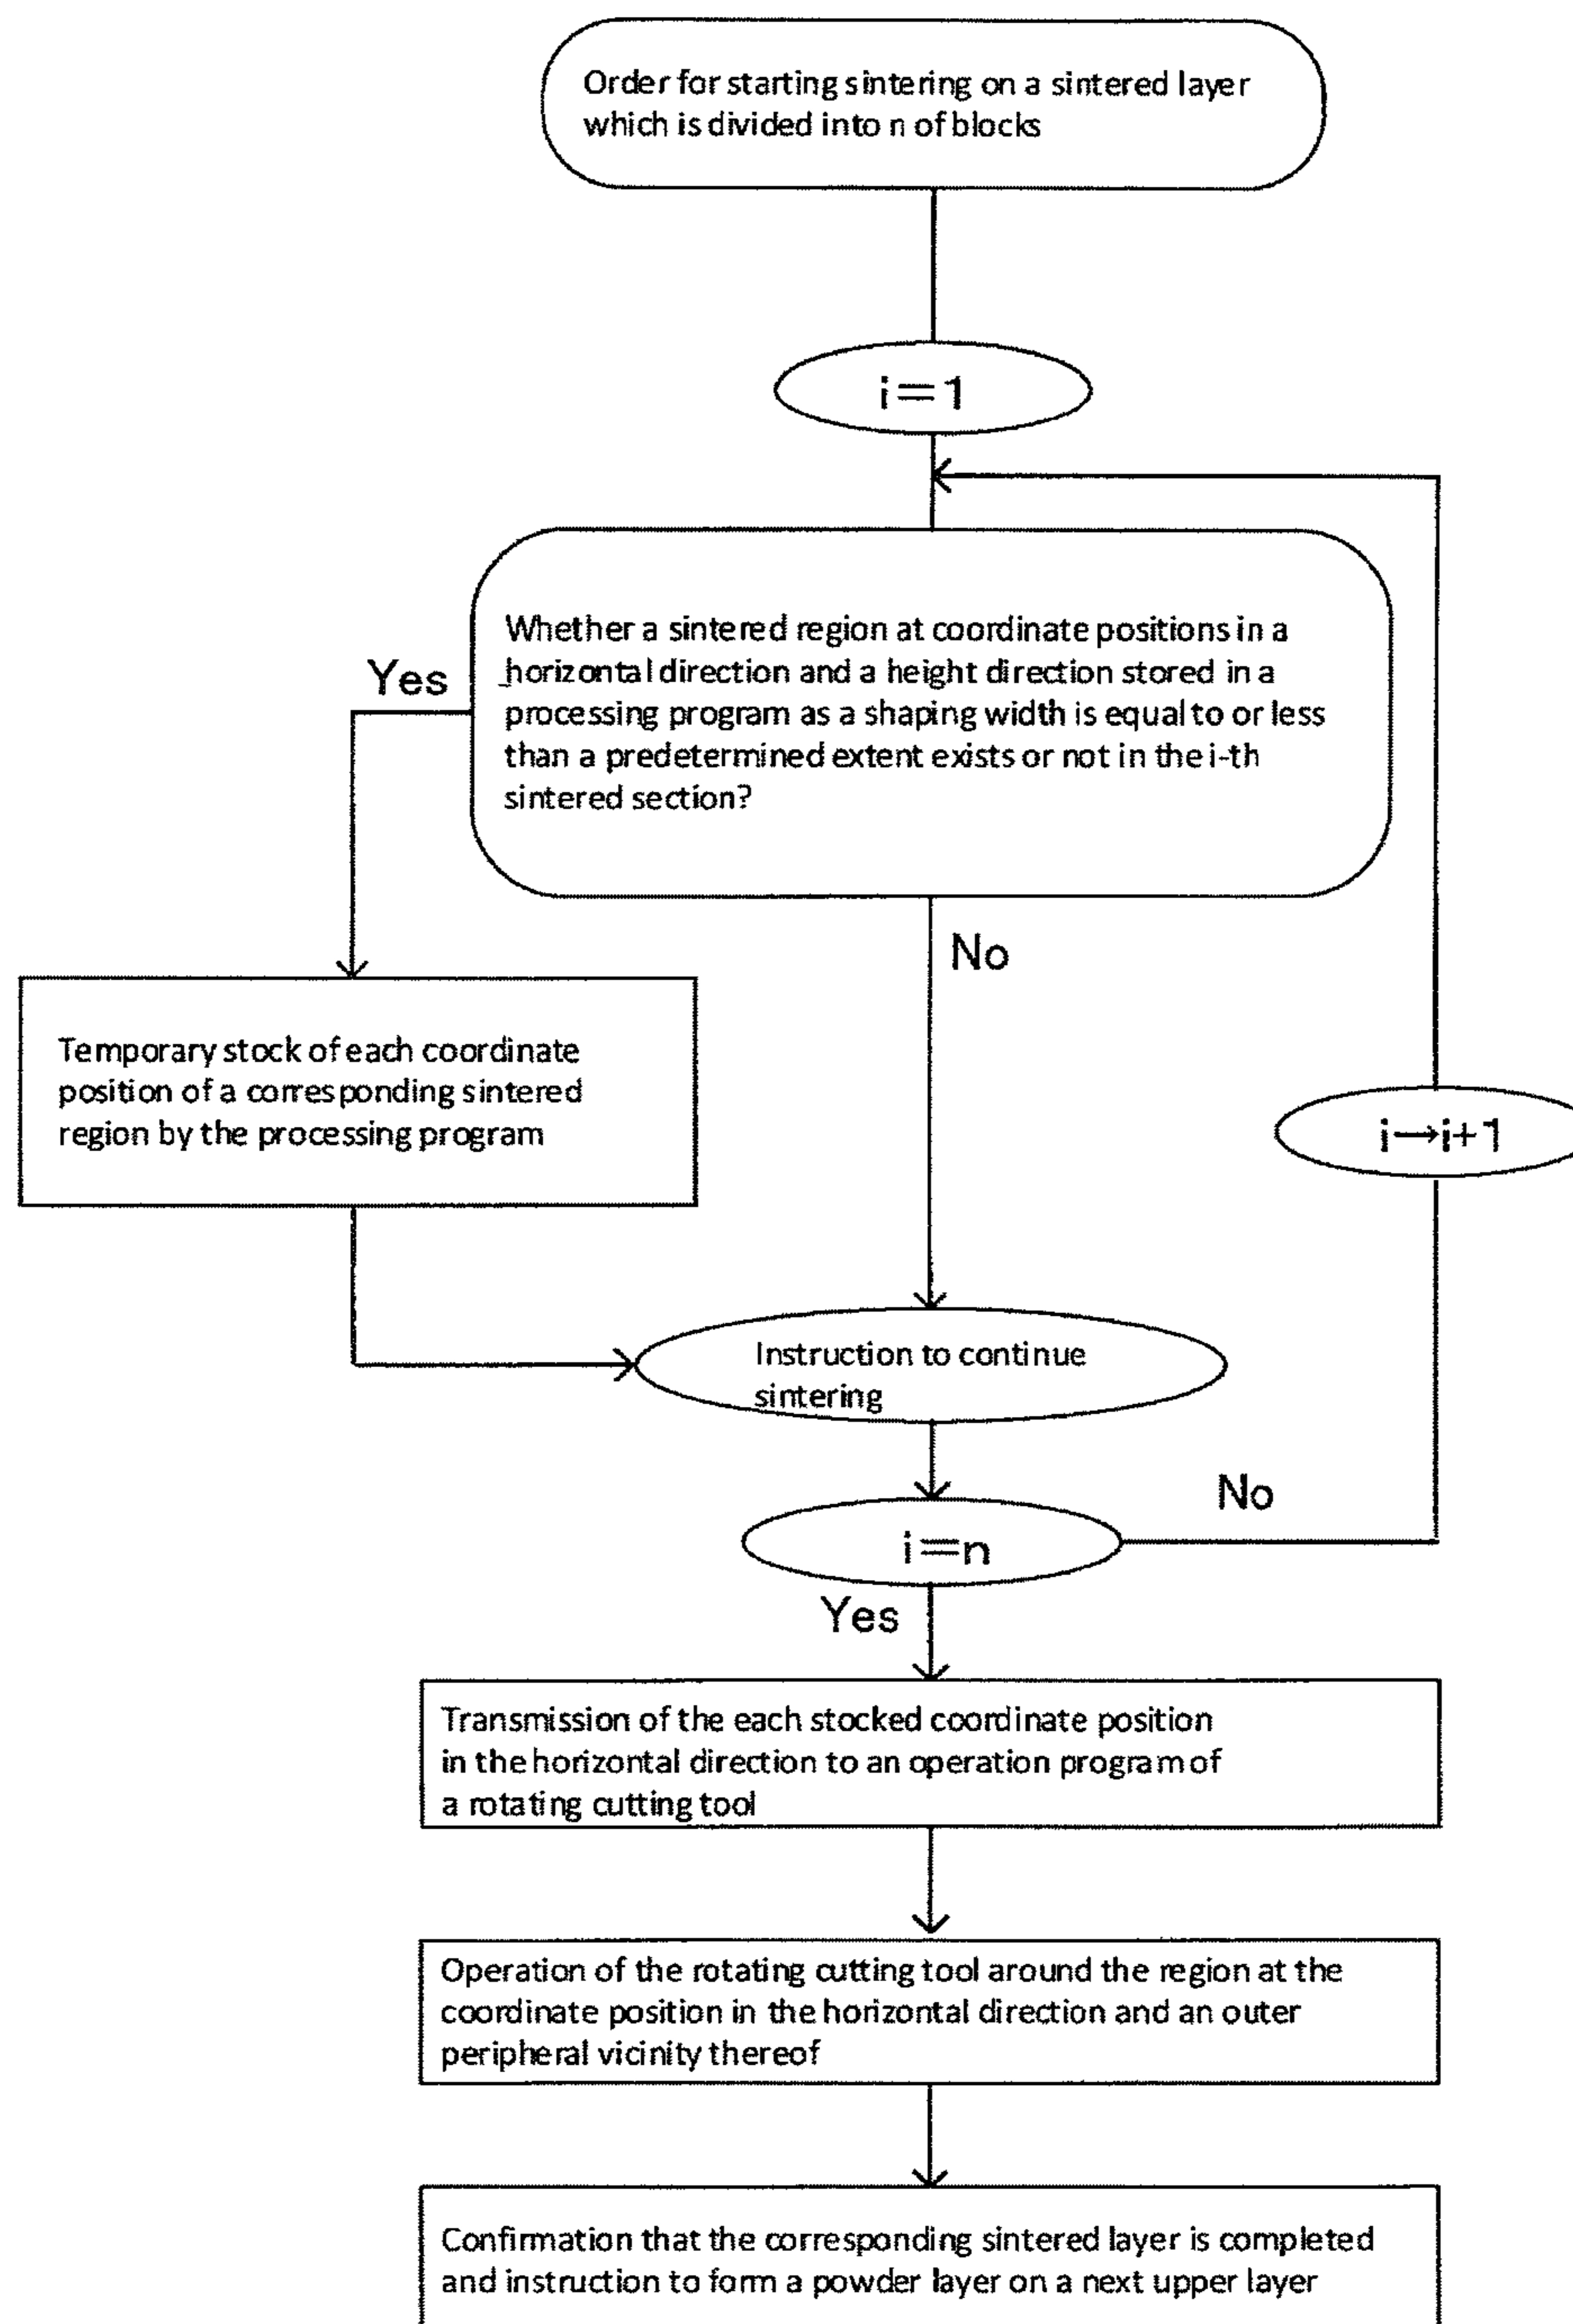 Order for starting sintering on a sintered layer
which is divided into n of blocks
i=1
Whether a sintered region at coordinate positions in a
horizontal direction and a height direction stored in a
processing program as a shaping width is equal to or less
than a predetermined extent exists or not in the i-th
sintered section?
Yes
No
Temporary stock of each coordinate
position of a corresponding sintered
region by the processing program
i→i+1
Instruction to continue
sintering
No
i=n
Yes
Transmission of the each stocked coordinate position
in the horizontal direction to an operation program of
a rotating cutting tool
Operation of the rotating cutting tool around the region at the
coordinate position in the horizontal direction and an outer
peripheral vicinity thereof
Confirmation that the corresponding sintered layer is completed
and instruction to form a powder layer on a next upper layer